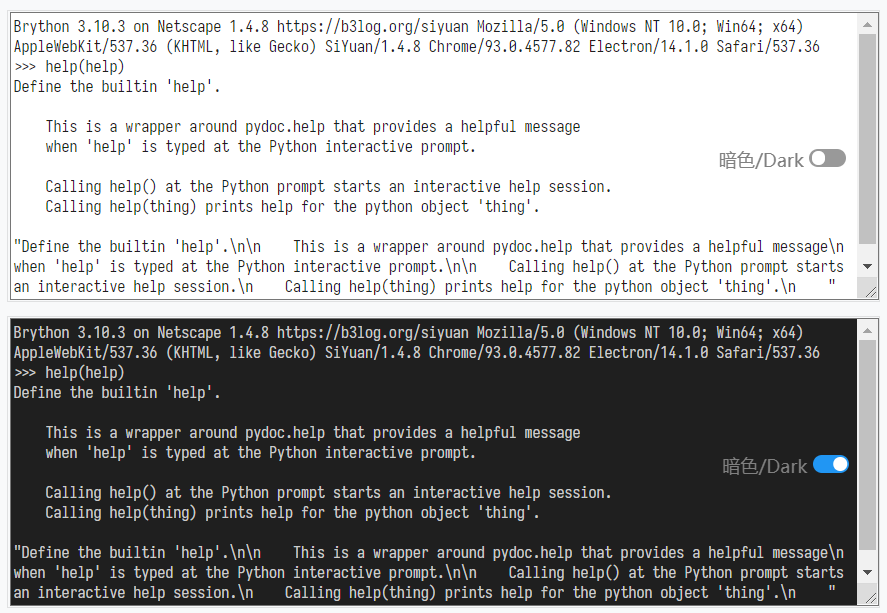 Brython 3.10.3 on Netscape 1.4.8 https://b3log.org/siyuan Mozilla/5.0 (Windows NT 10.0; Win64; x64)
AppleWebKit/537.36 (KHTML, like Gecko) SiYuan/1.4.8 Chrome/93.0.4577.82 Electron/14.1.0 Safari/537.36
>>> help(help)
Define the builtin 'help'.
    This is a wrapper around pydoc.help that provides a helpful message
    when 'help' is typed at the Python interactive prompt.
暗色/Dark
    Calling help() at the Python prompt starts an interactive help session.
    Calling help(thing) prints help for the python object 'thing'.
"Define the builtin 'help'.\n\n    This is a wrapper around pydoc.help that provides a helpful message\n
when 'help' is typed at the Python interactive prompt.\n\n    Calling help() at the Python prompt starts
an interactive help session.\n    Calling help(thing) prints help for the python object 'thing'.\n    "
Brython 3.10.3 on Netscape 1.4.8 https://b3log.org/siyuan Mozilla/5.0 (Windows NT 10.0; Win64; x64)
AppleWebKit/537.36 (KHTML, like Gecko) SiYuan/1.4.8 Chrome/93.0.4577.82 Electron/14.1.0 Safari/537.36
>>> help(help)
Define the builtin 'help'.
    This is a wrapper around pydoc.help that provides a helpful message
    when 'help' is typed at the Python interactive prompt.
暗色/Dark
    Calling help() at the Python prompt starts an interactive help session.
    Calling help(thing) prints help for the python object 'thing'.
"Define the builtin 'help'.\n\n    This is a wrapper around pydoc.help that provides a helpful message\n
when 'help' is typed at the Python interactive prompt.\n\n    Calling help() at the Python prompt starts
an interactive help session.\n    Calling help(thing) prints help for the python object 'thing'.\n    "